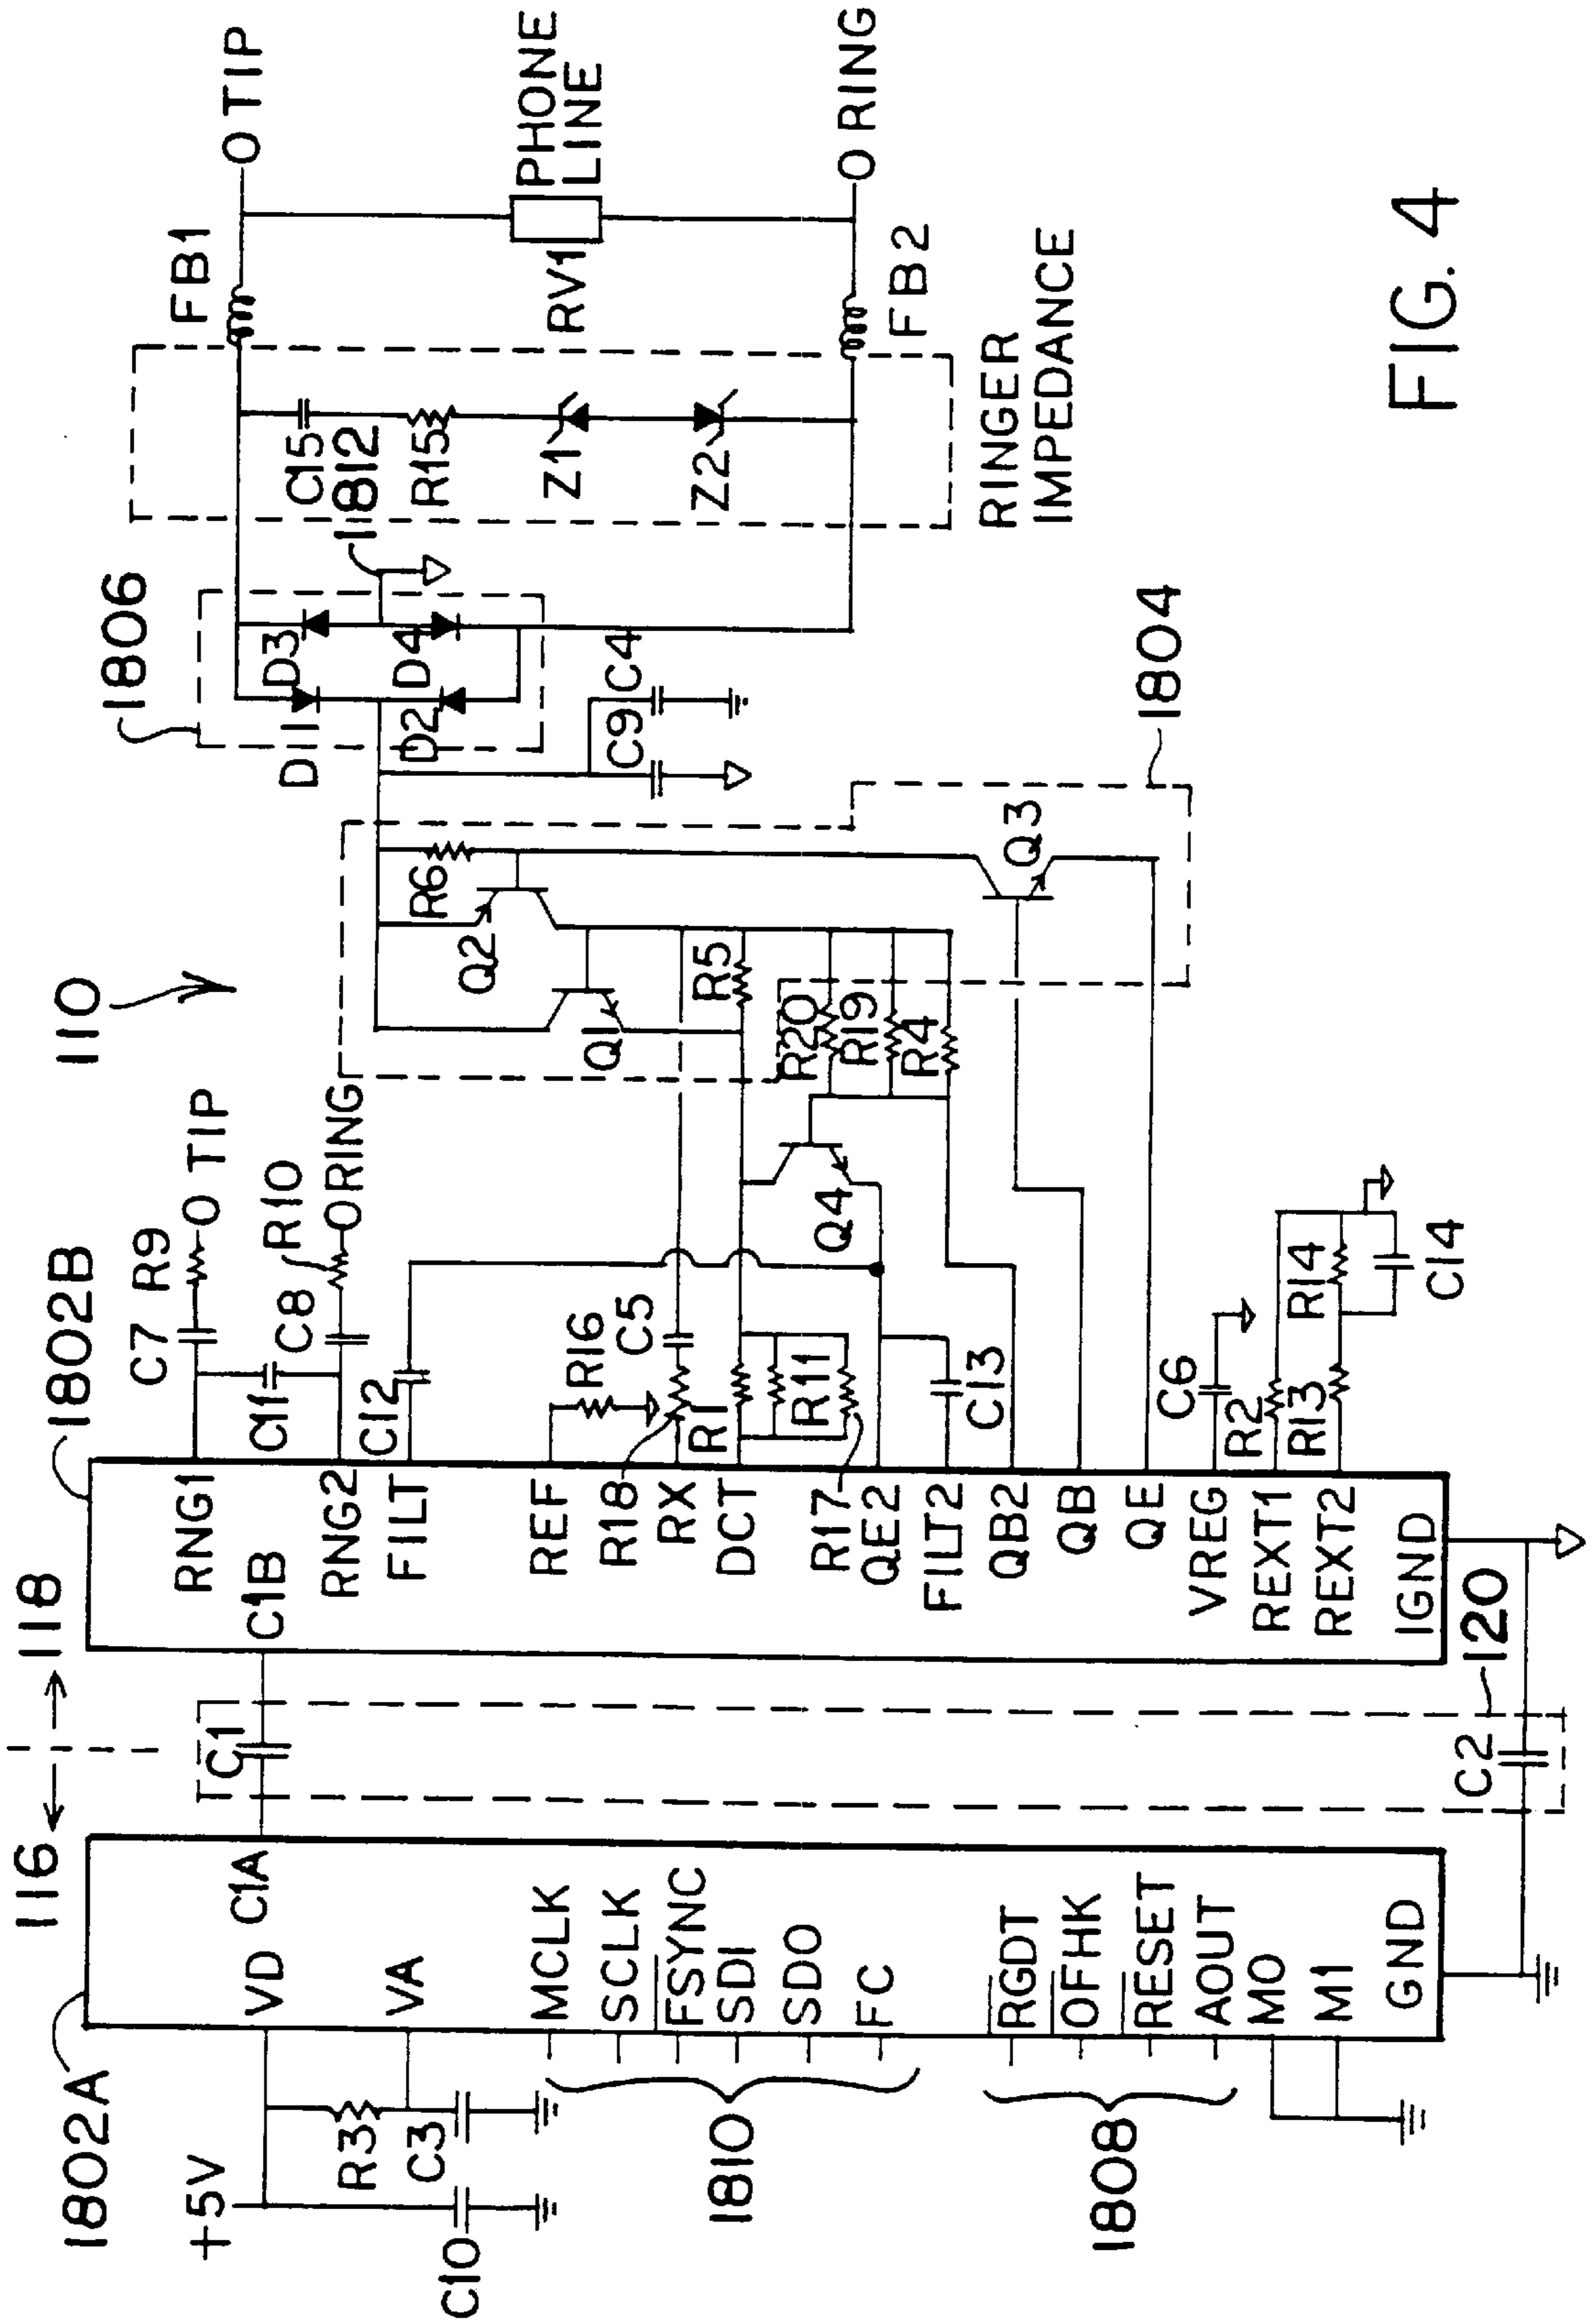 110
116
118
1802A
1802B
+5V
R3
C3
C10
VD
C1A
VA
MCLK
SCLK
FSYNC
SDI
SDO
FC
RGDT
OFHK
RESET
AOUT
M0
M1
GND
1810
1808
C1
C2
120
RNG1
C1B
RNG2
FILT
REF
R18
RX
DCT
R17
QE2
FILT2
QB2
QB
QE
VREG
REXT1
REXT2
IGND
C7
R9
O TIP
C11
C8
R10
O RING
C12
R16
C5
R1
R11
C13
C6
R2
R13
R14
C14
Q4
Q1
Q2
R6
R5
R20
R19
R4
Q3
1804
1806
D1
D3
D2
D4
C9
C4
1812
C15
R15
Z1
Z2
RINGER
IMPEDANCE
FB1
FB2
RV1
O TIP
PHONE
LINE
O RING
FIG. 4